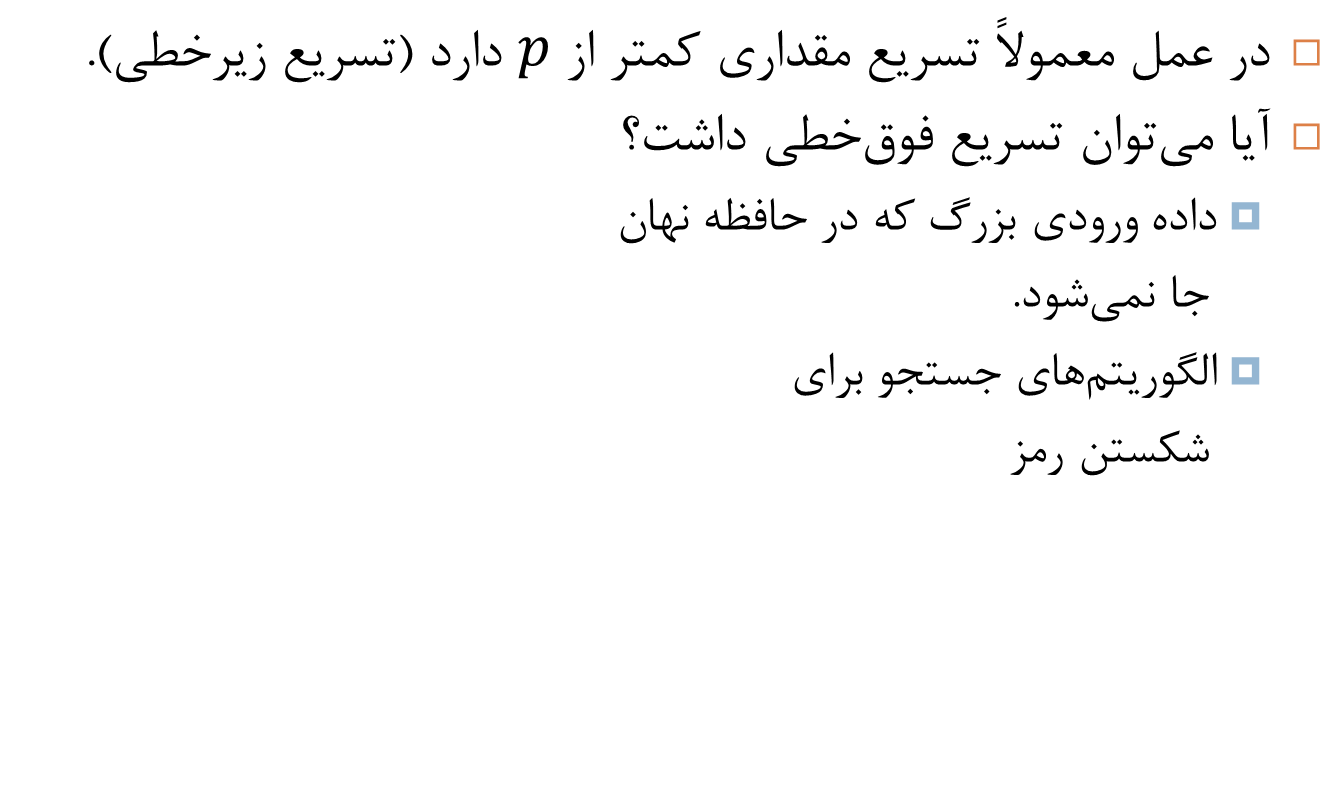 در عمل معمولاً تسریع مقداری کمتر از p دارد (تسریع زیرخطی).
آیا می‌توان تسریع فوق‌خطی داشت؟
داده ورودی بزرگ که در حافظه نهان
جا نمی‌شود.
الگوریتم‌های جستجو برای
شکستن رمز